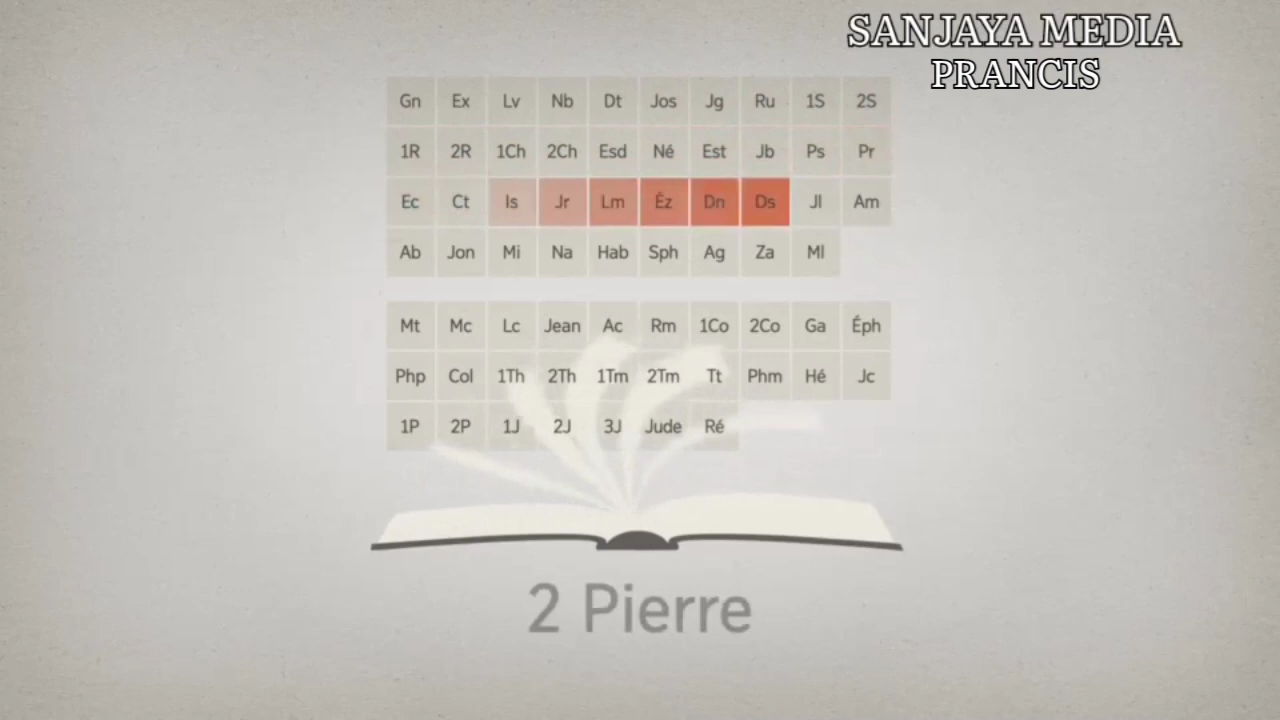 SANJAYA MEDIA
PRANCIS
Gn Ex Lv Nb Dt Jos Jg Ru 1S 2S
1R 2R 1Ch 2Ch Esd Né Est Jb Ps Pr
Ec Ct Is Jr Lm Éz Dn Ds Jl Am
Ab Jon Mi Na Hab Sph Ag Za Ml
Mt Mc Lc Jean Ac Rm 1Co 2Co Ga Éph
Php Col 1Th 2Th 1Tm 2Tm Tt Phm Hé Jc
1P 2P 1J 2J 3J Jude Ré
2 Pierre